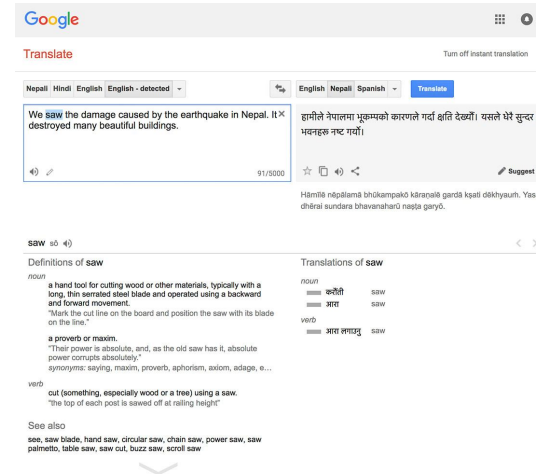 Google
Translate
Turn off instant translation
Nepali Hindi English English - detected
English Nepali Spanish
Translate
We saw the damage caused by the earthquake in Nepal. It
destroyed many beautiful buildings.
91/5000
हामीले नेपालमा भूकम्पको कारणले गर्दा क्षति देख्यौं। यसले धेरै सुन्दर
भवनहरू नष्ट गर्यो।
Suggest
Hāmīlē nēpālamā bhūkampakō kāraṇalē gardā kṣati dēkhyauṁ. Yas
dhērai sundara bhavanaharū naṣṭa garyō.
saw sô
Definitions of saw
noun
a hand tool for cutting wood or other materials, typically with a
long, thin serrated steel blade and operated using a backward
and forward movement.
"Mark the cut line on the board and position the saw with its blade
on the line."
a proverb or maxim.
"Their power is absolute, and, as the old saw has it, absolute
power corrupts absolutely."
synonyms: saying, maxim, proverb, aphorism, axiom, adage, e…
verb
cut (something, especially wood or a tree) using a saw.
"the top of each post is sawed off at railing height"
See also
see, saw blade, hand saw, circular saw, chain saw, power saw, saw
palmetto, table saw, saw cut, buzz saw, scroll saw
Translations of saw
noun
करौंती saw
आरा saw
verb
आरा लगाउनु saw